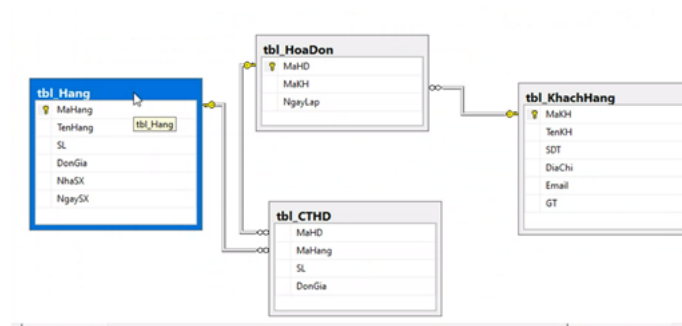 tbl_Hang
MaHang
TenHang
tbl_Hang
SL
DonGia
NhaSX
NgaySX
tbl_HoaDon
MaHD
MaKH
NgayLap
tbl_KhachHang
MaKH
TenKH
SDT
DiaChi
Email
GT
tbl_CTHD
MaHD
MaHang
SL
DonGia